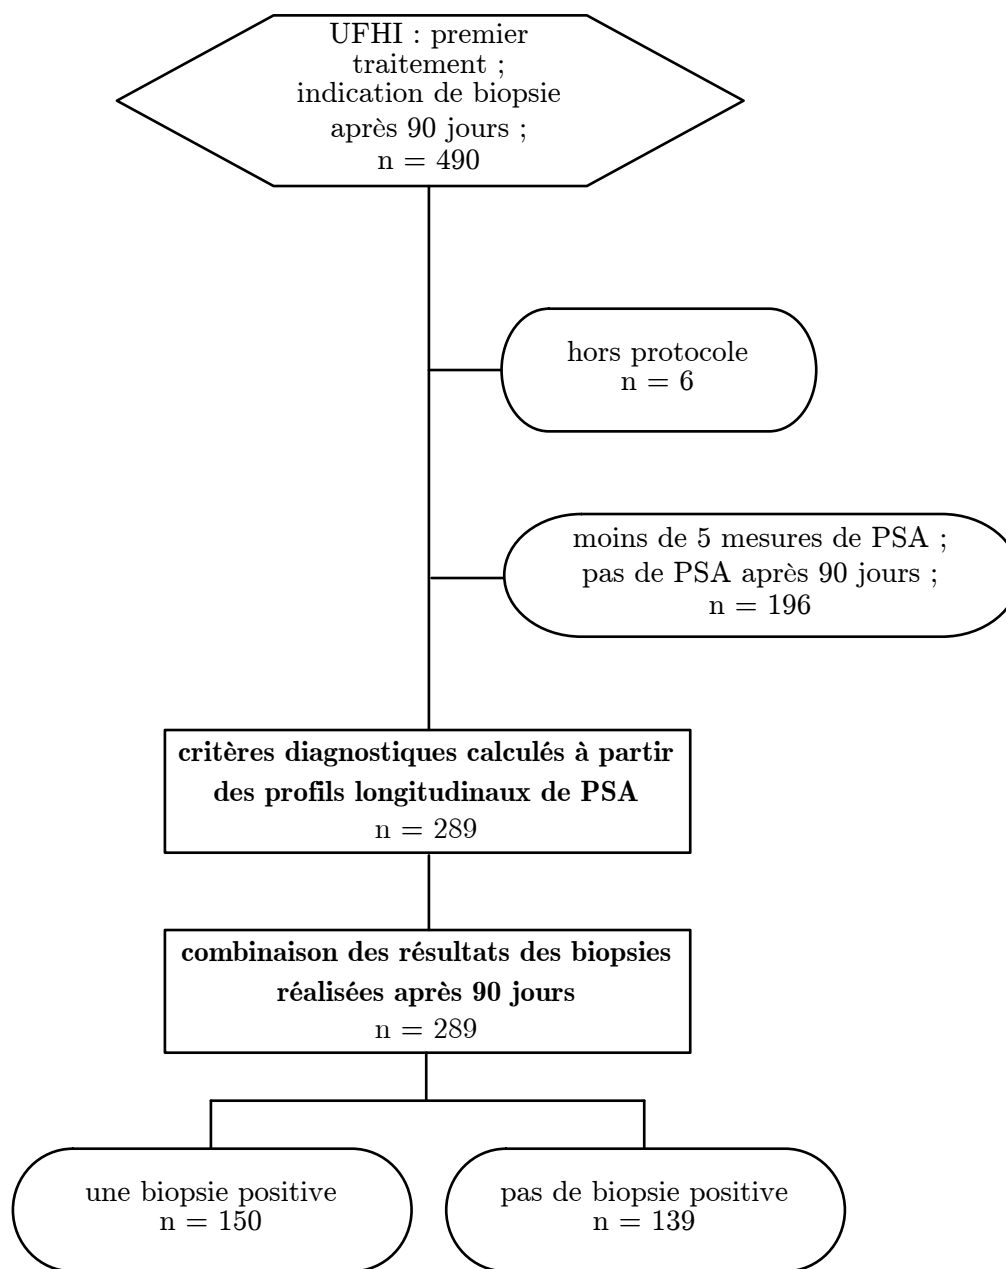 UFHI : premier
traitement ;
indication de biopsie
après 90 jours ;
n = 490
hors protocole
n = 6
moins de 5 mesures de PSA ;
pas de PSA après 90 jours ;
n = 196
critères diagnostiques calculés à partir
des profils longitudinaux de PSA
n = 289
combinaison des résultats des biopsies
réalisées après 90 jours
n = 289
une biopsie positive
n = 150
pas de biopsie positive
n = 139